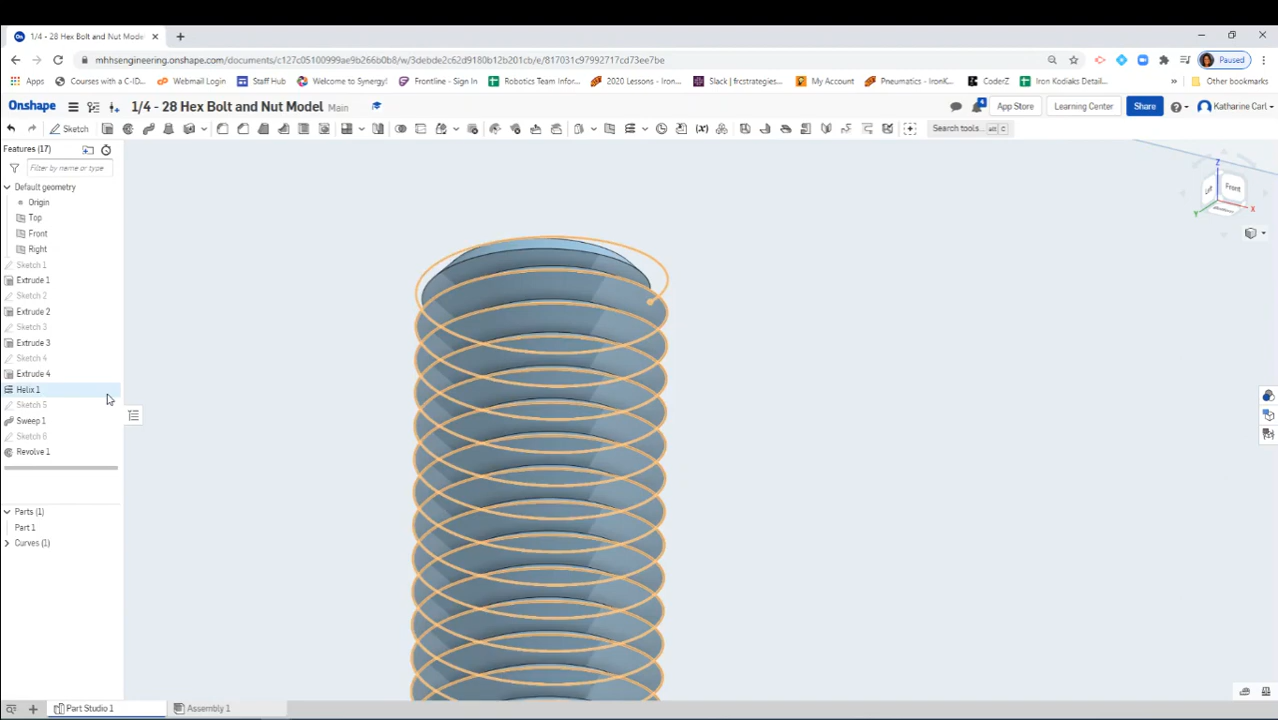 1/4 - 28 Hex Bolt and Nut Model
mhhsengineering.onshape.com/documents/c127c05100999ae9b266b0b8/w/3debde2c62d9180b12b201cb/e/817031c97992717cd73ee7be
Paused
Apps
Courses with a C-ID...
Webmail Login
Staff Hub
Welcome to Synergy!
Frontline - Sign In
Robotics Team Infor...
2020 Lessons - Iron...
Slack | frcstrategies...
My Account
Pneumatics - IronK...
CoderZ
Iron Kodiaks Detail...
Other bookmarks
Onshape
1/4 - 28 Hex Bolt and Nut Model Main
4
App Store
Learning Center
Share
Katharine Carl
Sketch
Search tools...
alt C
Features (17)
Filter by name or type
Default geometry
Origin
Top
Front
Right
Sketch 1
Extrude 1
Sketch 2
Extrude 2
Sketch 3
Extrude 3
Sketch 4
Extrude 4
Helix 1
Sketch 5
Sweep 1
Sketch 6
Revolve 1
Parts (1)
Part 1
Curves (1)
Z
Left
Front
X
Y
Part Studio 1
Assembly 1